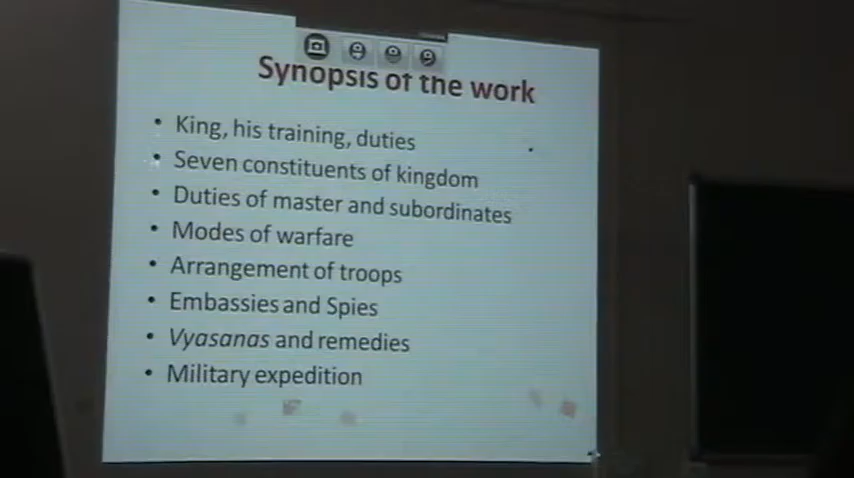 Synopsis of the work
• King, his training, duties
• Seven constituents of kingdom
• Duties of master and subordinates
• Modes of warfare
• Arrangement of troops
• Embassies and Spies
• Vyasanas and remedies
• Military expedition